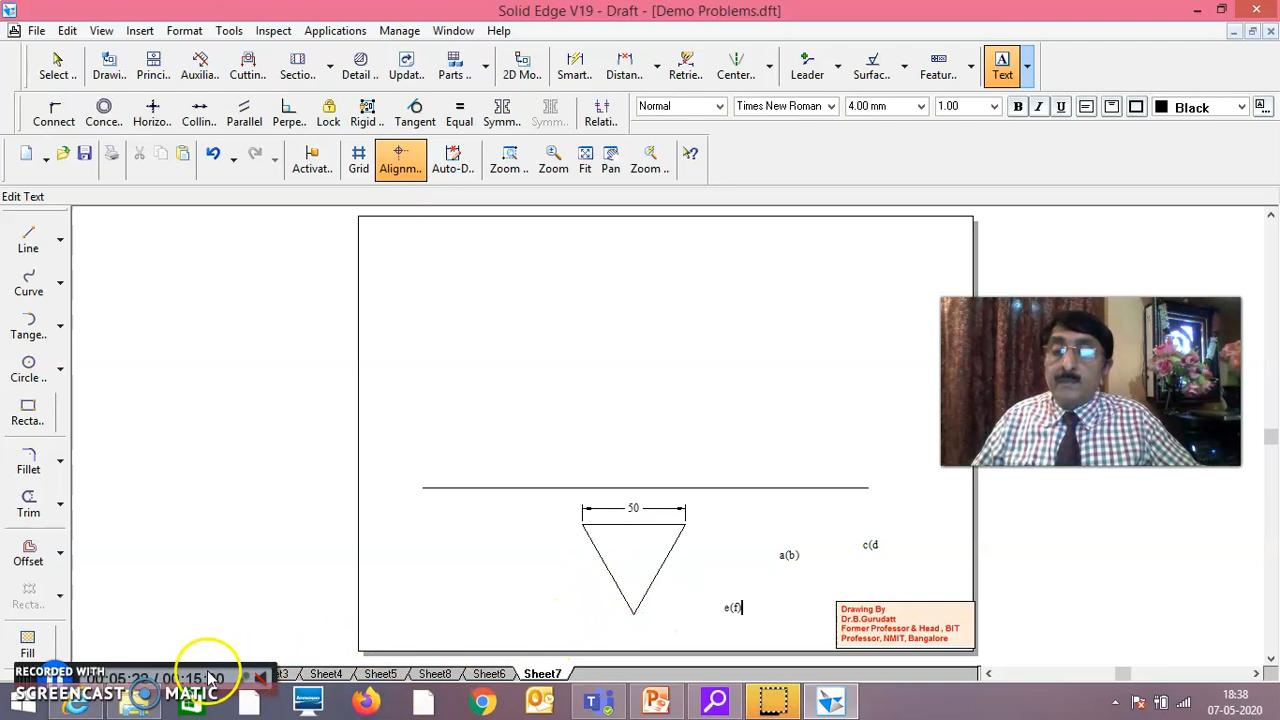 Solid Edge V19 - Draft - [Demo Problems.dft]
File Edit View Insert Format Tools Inspect Applications Manage Window Help
Select .. Drawi.. Princi.. Auxilia.. Cuttin.. Sectio.. Detail .. Updat.. Parts .. 2D Mo.. Smart.. Distan.. Retrie.. Center.. Leader Surfac.. Featur.. Text
Connect Conce.. Horizo.. Collin.. Parallel Perpe.. Lock Rigid .. Tangent Equal Symm.. Symm.. Relati.. Normal Times New Roman 4.00 mm 1.00 B I U Black
Activat.. Grid Alignm.. Auto-D.. Zoom .. Zoom Fit Pan Zoom ..
Edit Text
Line
Curve
Tange..
Circle ..
Recta..
Fillet
Trim
Offset
Recta..
Fill
50
c(d
a(b)
e(f)
Drawing By
Dr.B.Gurudatt
Former Professor & Head , BIT
Professor, NMIT, Bangalore
Sheet4 Sheet5 Sheet8 Sheet6 Sheet7
RECORDED WITH
SCREENCAST MATIC
18:38
07-05-2020